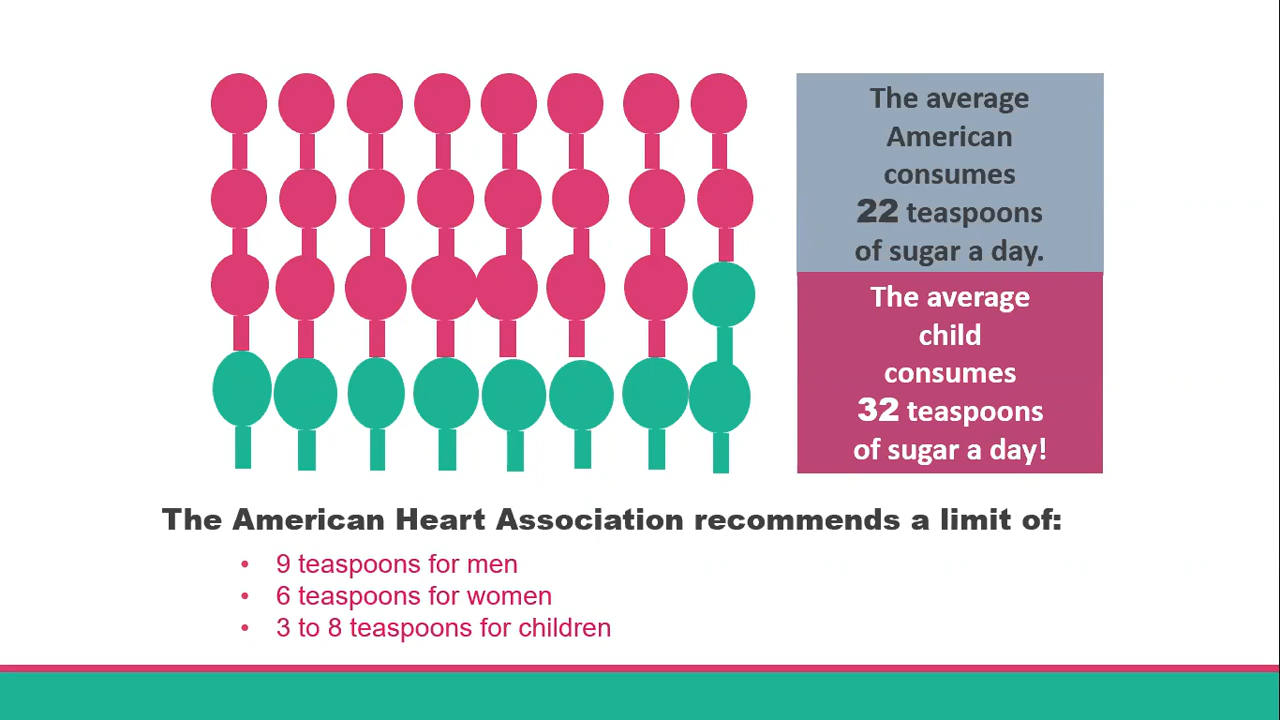 The average
American
consumes
22 teaspoons
of sugar a day.
The average
child
consumes
32 teaspoons
of sugar a day!
The American Heart Association recommends a limit of:
• 9 teaspoons for men
• 6 teaspoons for women
• 3 to 8 teaspoons for children